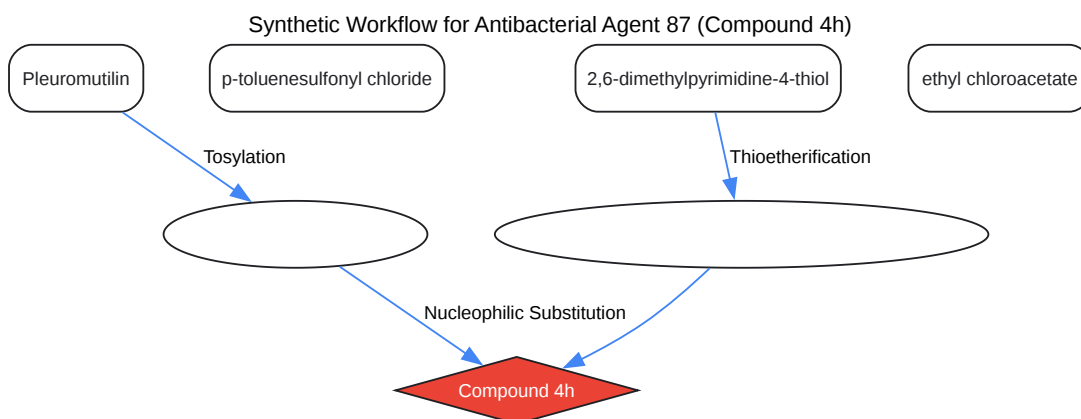 Synthetic Workflow for Antibacterial Agent 87 (Compound 4h)
Pleuromutilin
p-toluenesulfonyl chloride
2,6-dimethylpyrimidine-4-thiol
ethyl chloroacetate
Tosylation
Thioetherification
Nucleophilic Substitution
Compound 4h